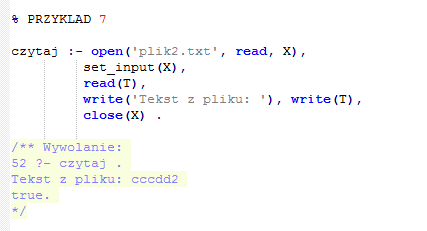 % PRZYKLAD 7
czytaj :- open('plik2.txt', read, X),
set_input(X),
read(T),
write('Tekst z pliku: '), write(T),
close(X) .
/** Wywolanie:
52 ?- czytaj .
Tekst z pliku: cccdd2
true.
*/